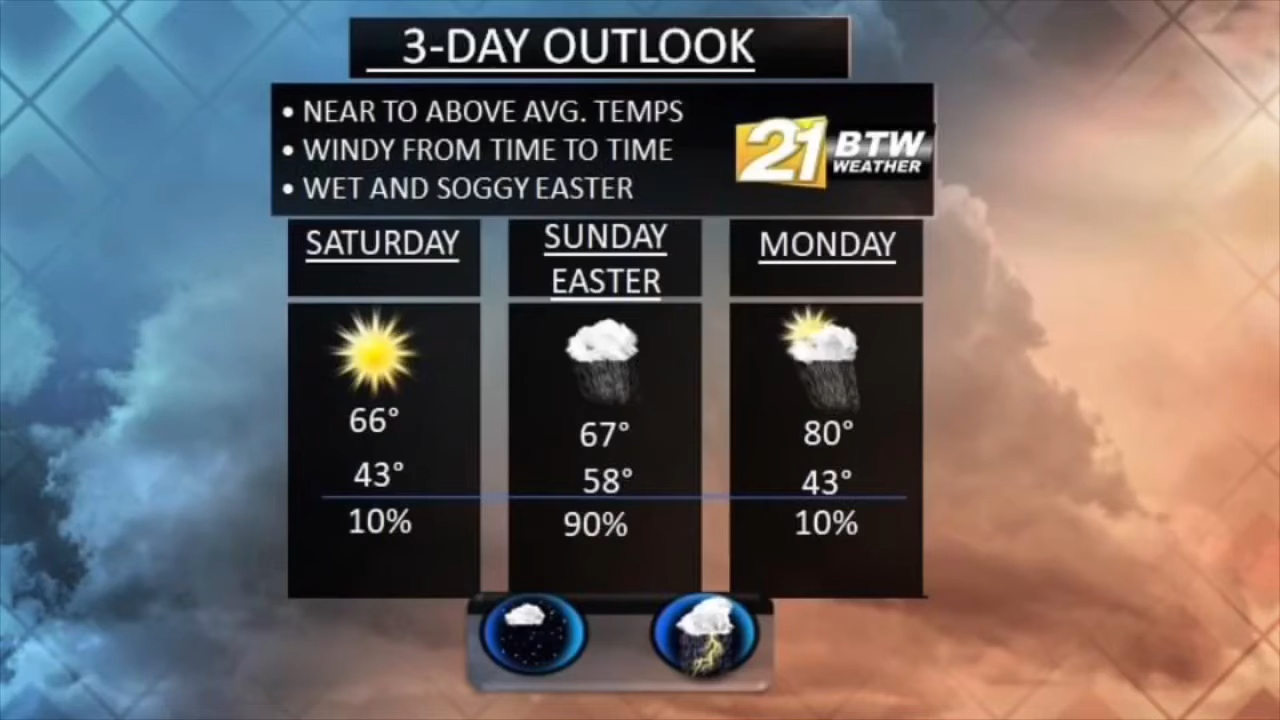 3-DAY OUTLOOK
• NEAR TO ABOVE AVG. TEMPS
• WINDY FROM TIME TO TIME
• WET AND SOGGY EASTER
21 BTW
WEATHER
SATURDAY
66°
43°
10%
SUNDAY
EASTER
67°
58°
90%
MONDAY
80°
43°
10%